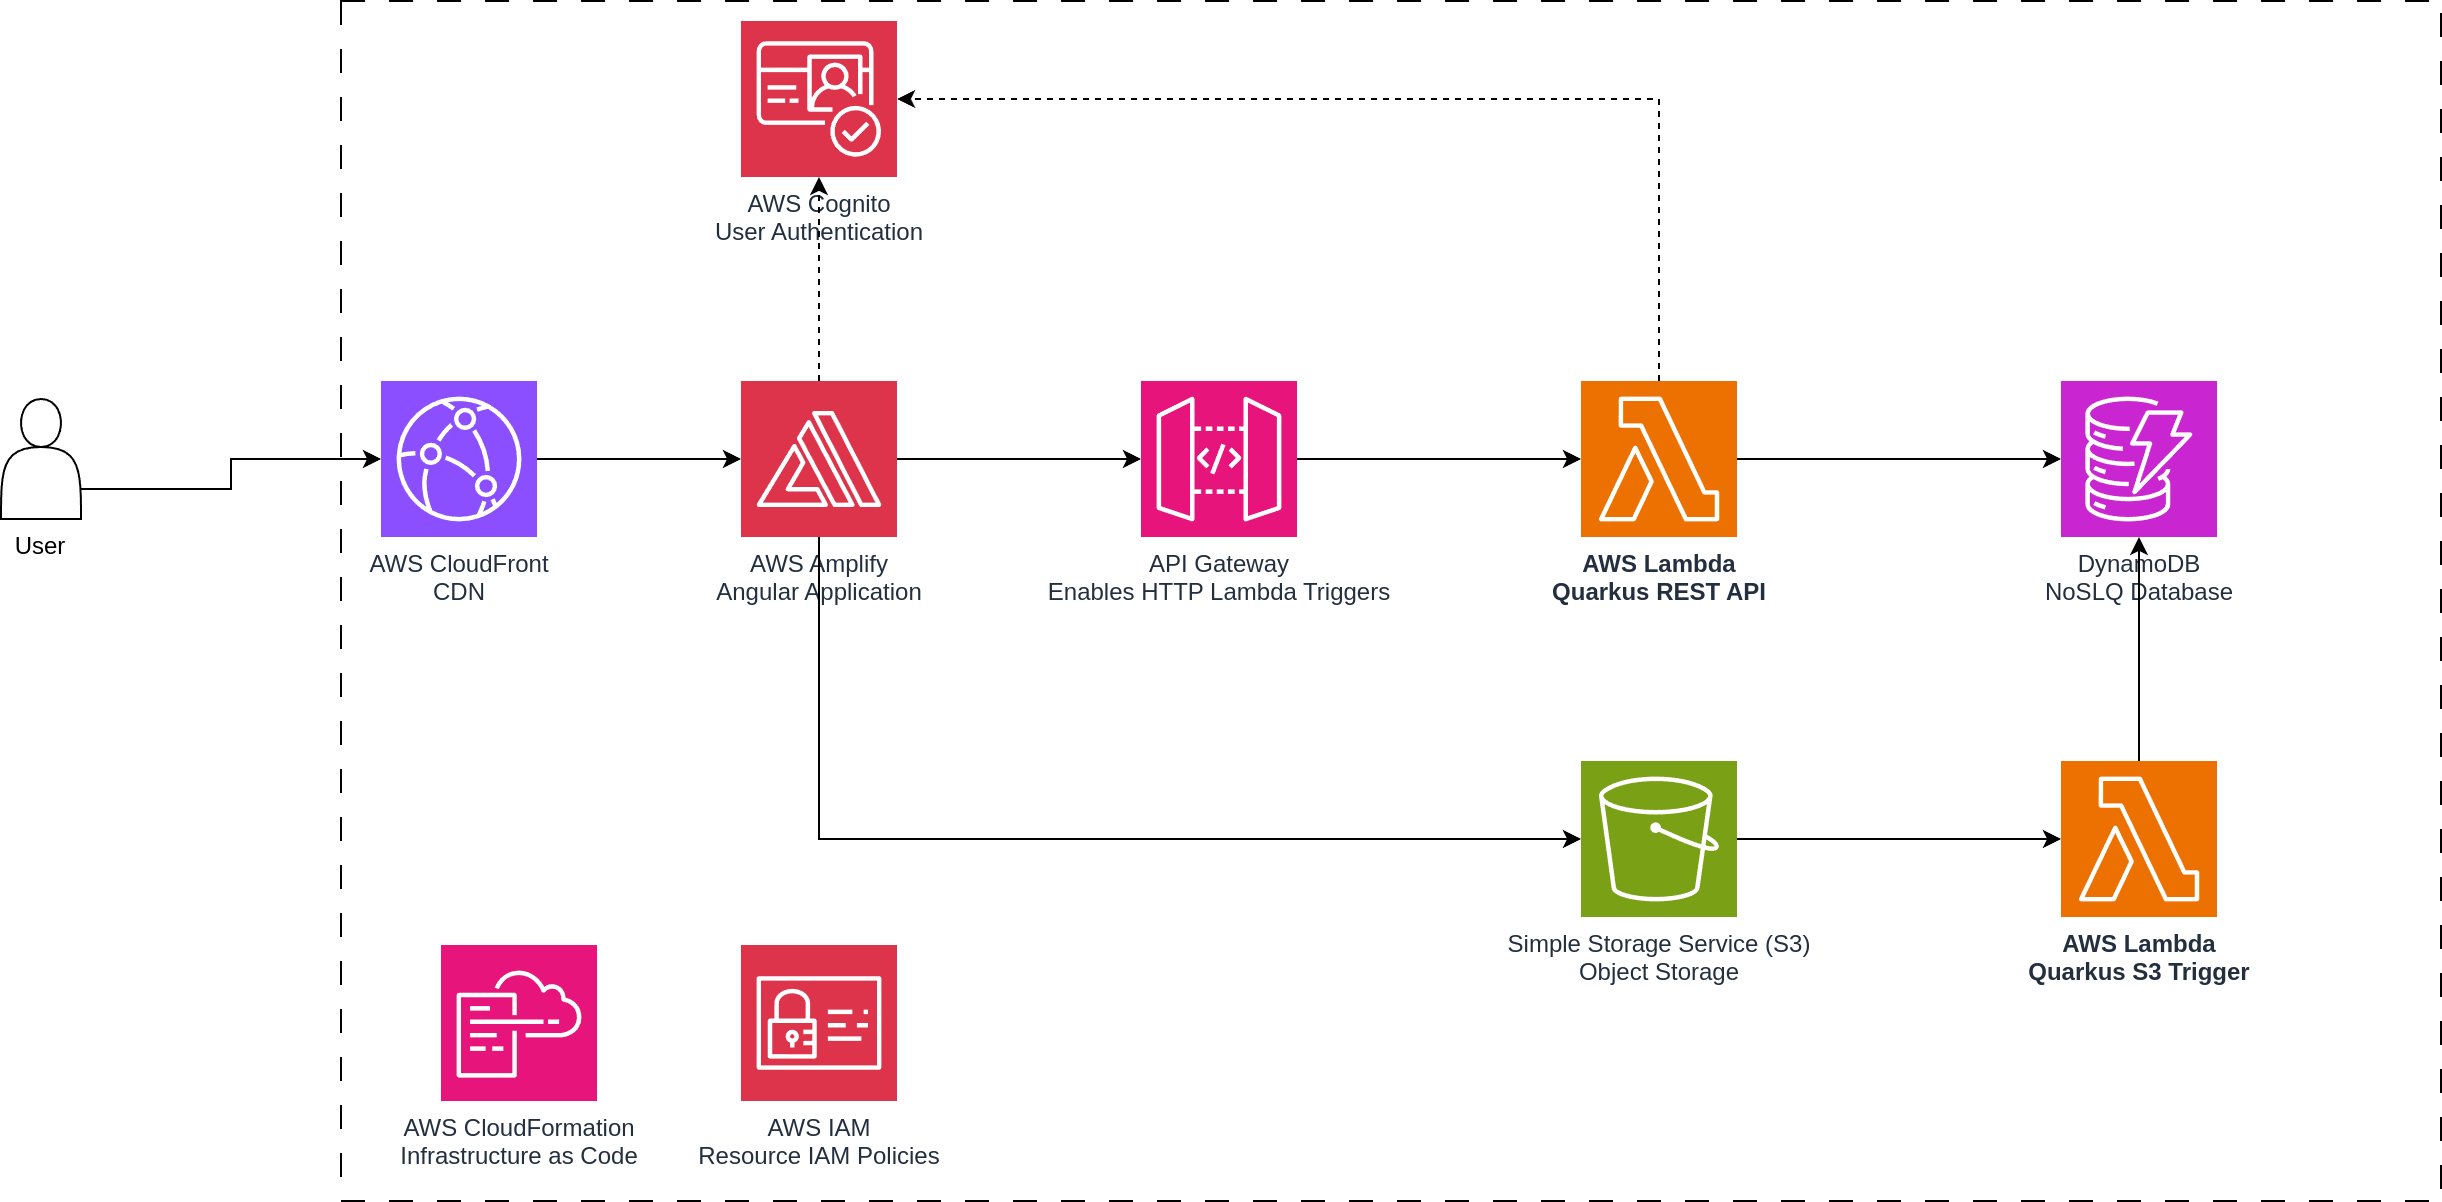 AWS Cognito
User Authentication
User
AWS CloudFront
CDN
AWS Amplify
Angular Application
API Gateway
Enables HTTP Lambda Triggers
AWS Lambda
Quarkus REST API
DynamoDB
NoSLQ Database
Simple Storage Service (S3)
Object Storage
AWS Lambda
Quarkus S3 Trigger
AWS CloudFormation
Infrastructure as Code
AWS IAM
Resource IAM Policies